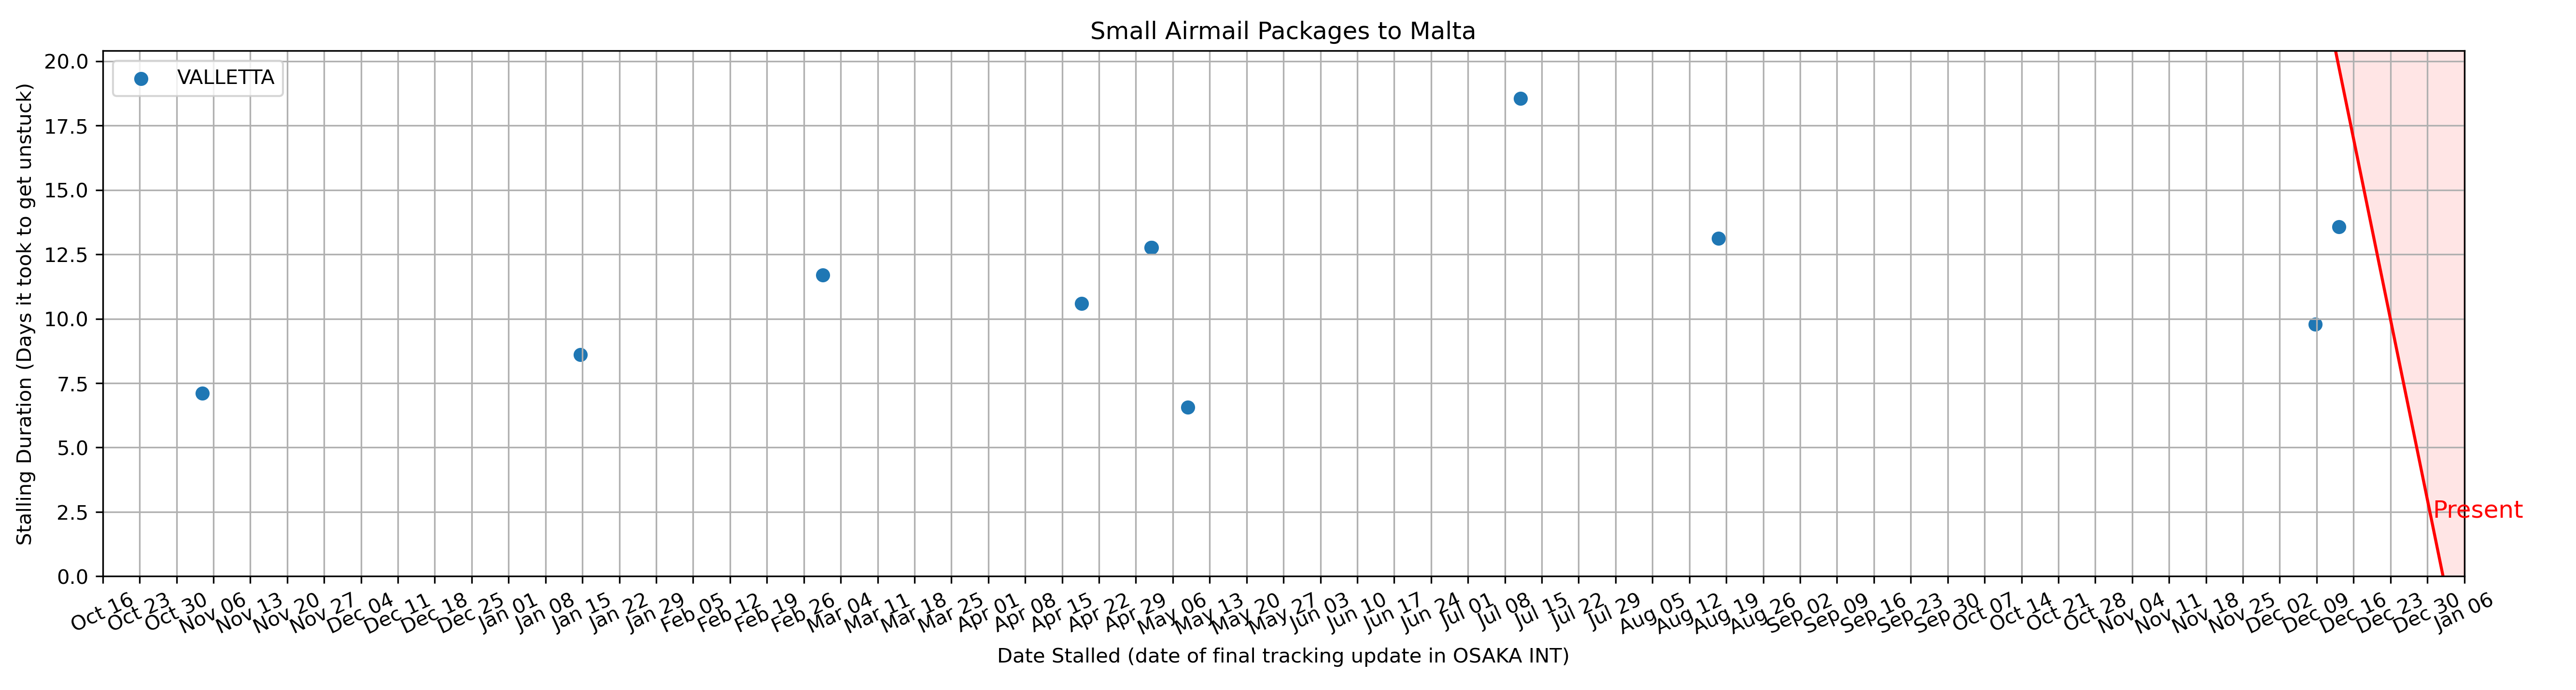 Small Airmail Packages to Malta
VALLETTA
Stalling Duration (Days it took to get unstuck)
20.0
17.5
15.0
12.5
10.0
7.5
5.0
2.5
0.0
Present
Oct 16 Oct 23 Oct 30 Nov 06 Nov 13 Nov 20 Nov 27 Dec 04 Dec 11 Dec 18 Dec 25 Jan 01 Jan 08 Jan 15 Jan 22 Jan 29 Feb 05 Feb 12 Feb 19 Feb 26 Mar 04 Mar 11 Mar 18 Mar 25 Apr 01 Apr 08 Apr 15 Apr 22 Apr 29 May 06 May 13 May 20 May 27 Jun 03 Jun 10 Jun 17 Jun 24 Jul 01 Jul 08 Jul 15 Jul 22 Jul 29 Aug 05 Aug 12 Aug 19 Aug 26 Sep 02 Sep 09 Sep 16 Sep 23 Sep 30 Oct 07 Oct 14 Oct 21 Oct 28 Nov 04 Nov 11 Nov 18 Nov 25 Dec 02 Dec 09 Dec 16 Dec 23 Dec 30 Jan 06
Date Stalled (date of final tracking update in OSAKA INT)